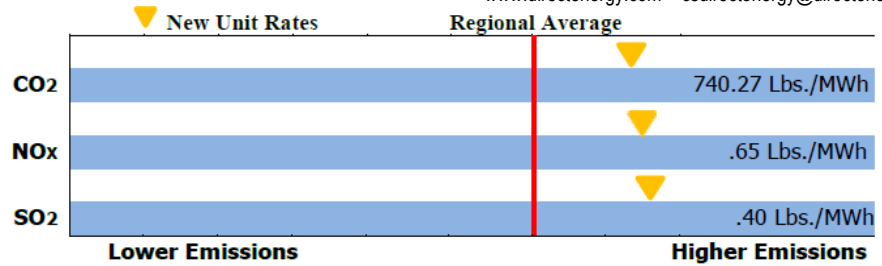 New Unit Rates Regional Average
CO2 740.27 Lbs./MWh
NOx .65 Lbs./MWh
SO2 .40 Lbs./MWh
Lower Emissions Higher Emissions